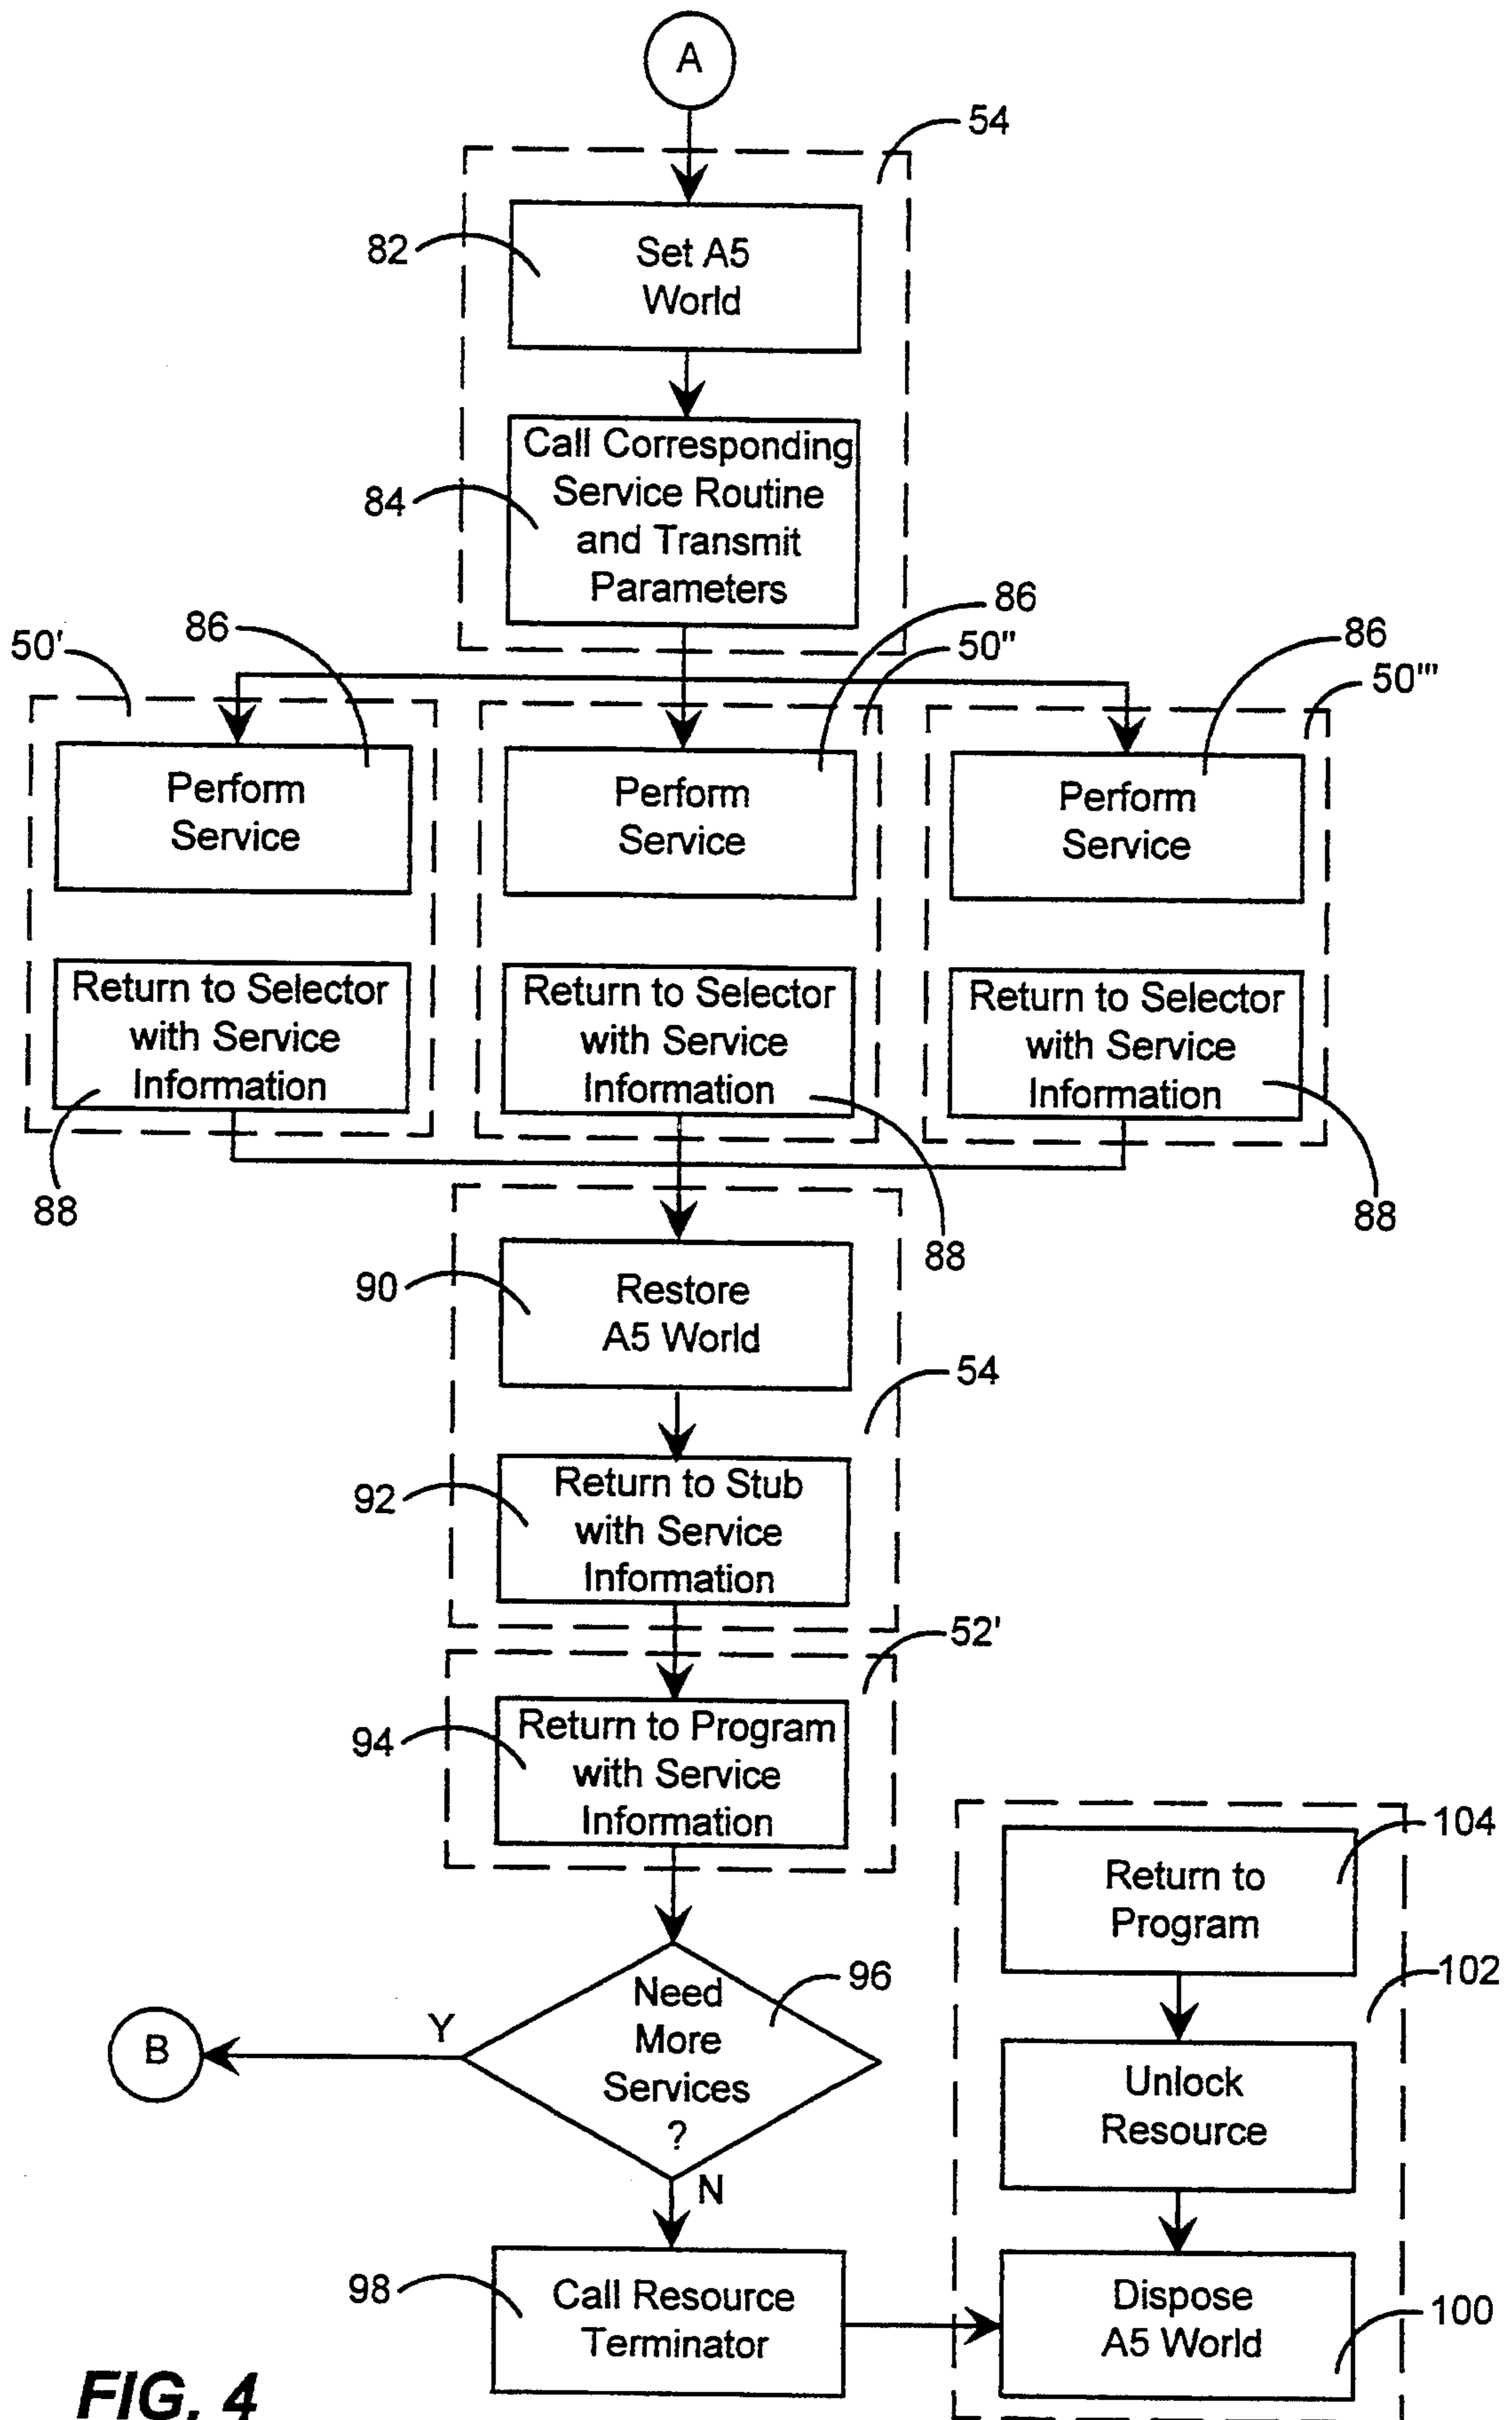 A
54
82
Set A5
World
84
Call Corresponding
Service Routine
and Transmit
Parameters
50'
86
86
50"
86
50'"
Perform
Service
Perform
Service
Perform
Service
Return to Selector
with Service
Information
Return to Selector
with Service
Information
Return to Selector
with Service
Information
88
88
88
90
Restore
A5 World
54
92
Return to Stub
with Service
Information
52'
94
Return to Program
with Service
Information
104
Return to
Program
96
Need
More
Services
?
102
Y
B
Unlock
Resource
N
98
Call Resource
Terminator
Dispose
A5 World
100
FIG. 4